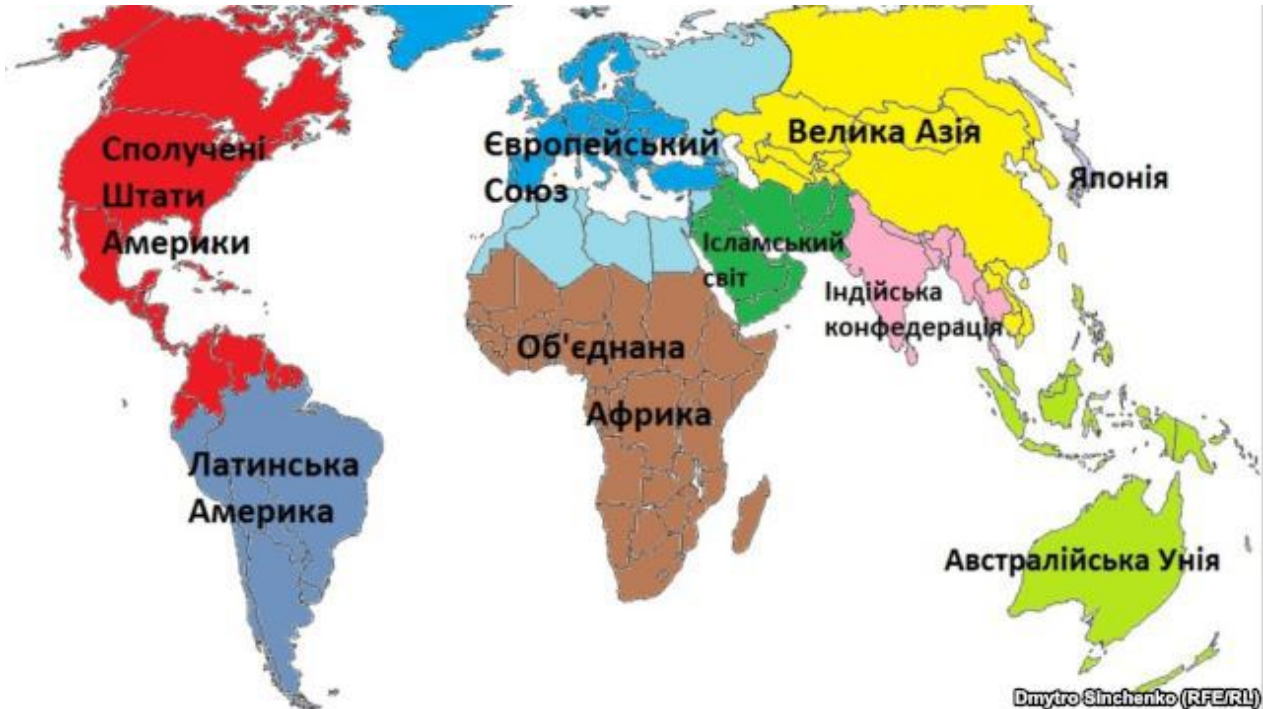 Сполучені
Штати
Америки
Європейський
Союз
Велика Азія
Японія
Ісламський
світ
Індійська
конфедерація
Об'єднана
Африка
Латинська
Америка
Австралійська Унія
Dmytro Sinchenko (RFE/RL)